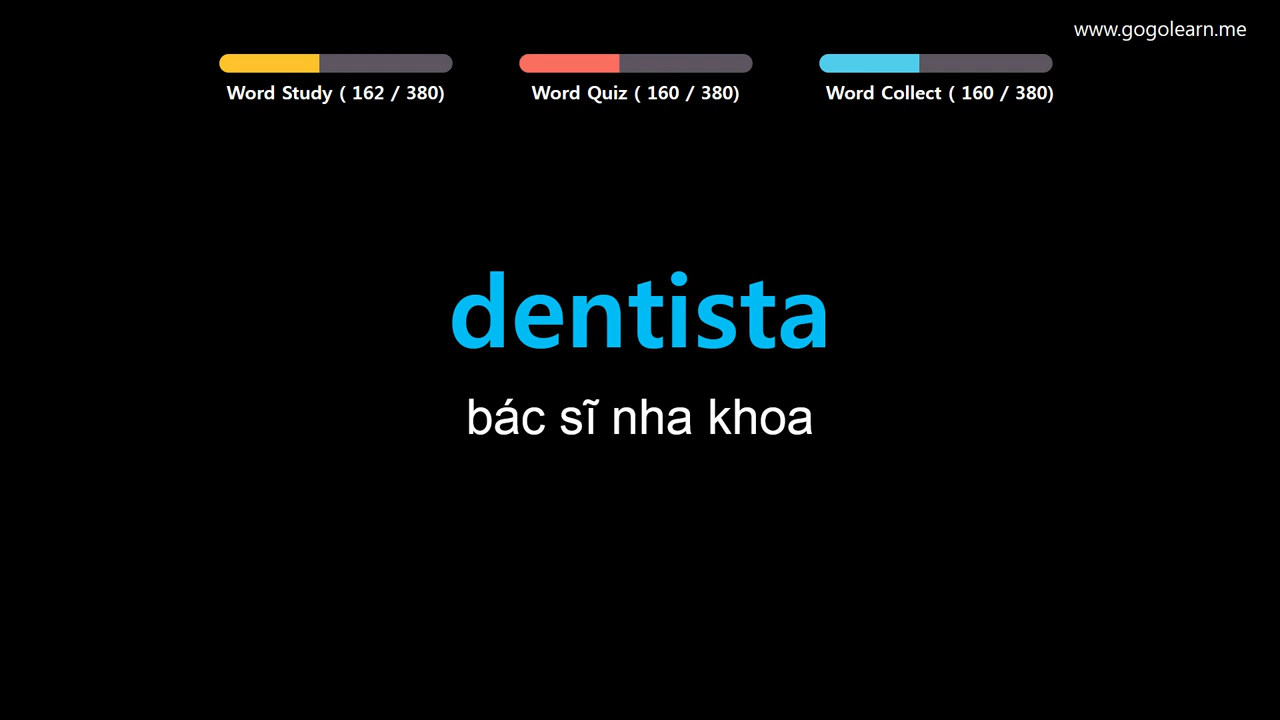 www.gogolearn.me
Word Study ( 162 / 380)
Word Quiz ( 160 / 380)
Word Collect ( 160 / 380)
dentista
bác sĩ nha khoa